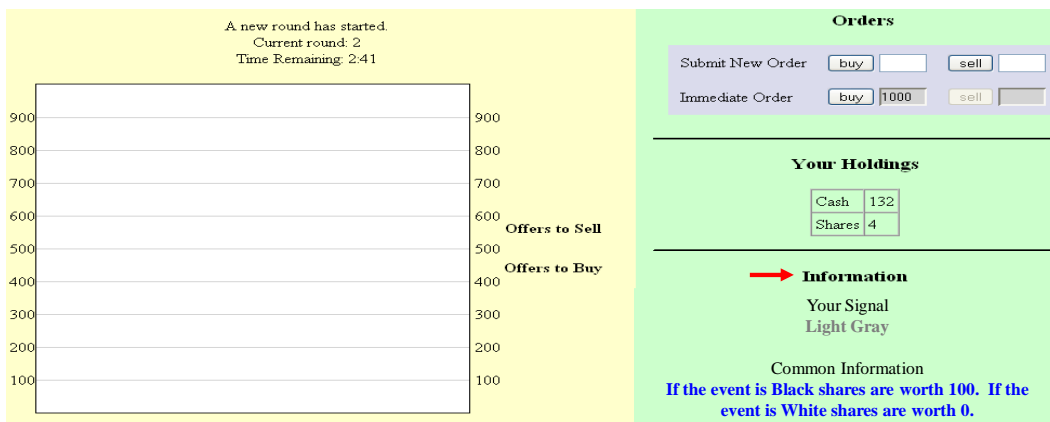 A new round has started.
Current round: 2
Time Remaining: 2:41
900
800
700
600
500
400
300
200
100
900
800
700
600
500
400
300
200
100
Offers to Sell
Offers to Buy
Orders
Submit New Order buy sell
Immediate Order buy 1000 sell
Your Holdings
Cash 132
Shares 4
Information
Your Signal
Light Gray
Common Information
If the event is Black shares are worth 100. If the
event is White shares are worth 0.